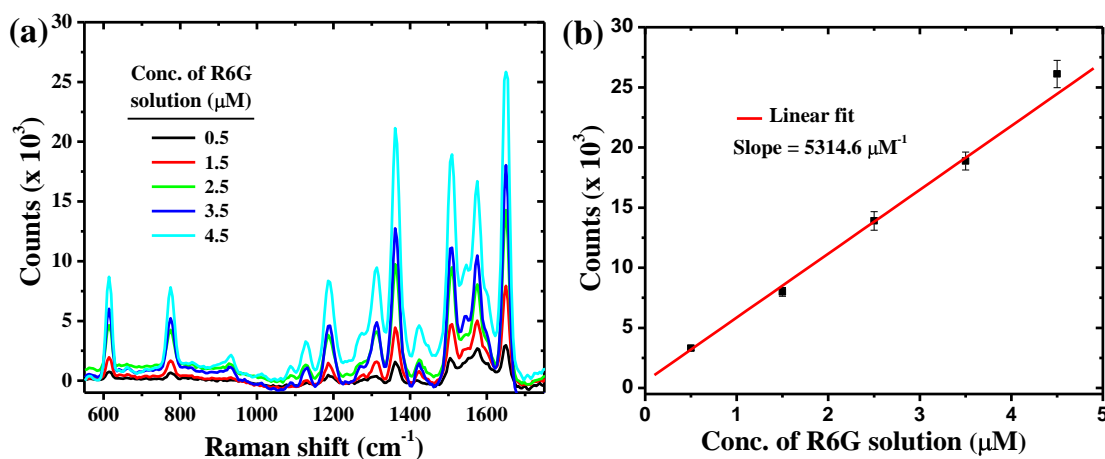 (a)
30
25
20
15
10
5
0
Counts (x 10³)
Conc. of R6G
solution (μM)
0.5
1.5
2.5
3.5
4.5
600 800 1000 1200 1400 1600
Raman shift (cm⁻¹)
(b)
30
25
20
15
10
5
0
Counts (x 10³)
Linear fit
Slope = 5314.6 μM⁻¹
0 1 2 3 4 5
Conc. of R6G solution (μM)